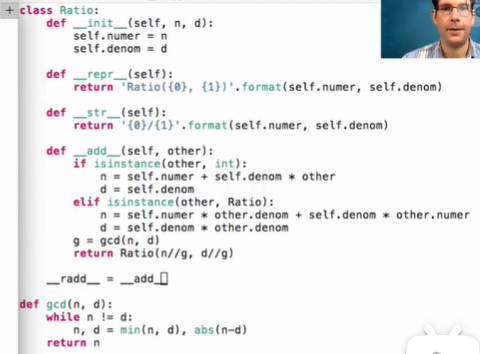 class Ratio:
    def __init__(self, n, d):
        self.numer = n
        self.denom = d

    def __repr__(self):
        return 'Ratio({0}, {1})'.format(self.numer, self.denom)

    def __str__(self):
        return '{0}/{1}'.format(self.numer, self.denom)

    def __add__(self, other):
        if isinstance(other, int):
            n = self.numer + self.denom * other
            d = self.denom
        elif isinstance(other, Ratio):
            n = self.numer * other.denom + self.denom * other.numer
            d = self.denom * other.denom
        g = gcd(n, d)
        return Ratio(n//g, d//g)

    __radd__ = __add_

def gcd(n, d):
    while n != d:
        n, d = min(n, d), abs(n-d)
    return n